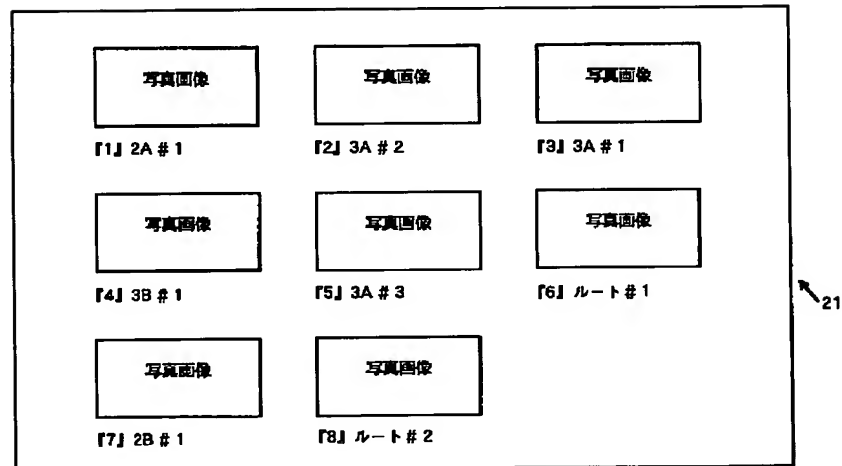 写真画像 写真画像 写真画像
『1』 2A # 1 『2』 3A # 2 『3』 3A # 1
写真画像 写真画像 写真画像
『4』 3B # 1 『5』 3A # 3 『6』 ルート # 1
21
写真画像 写真画像
『7』 2B # 1 『8』 ルート # 2